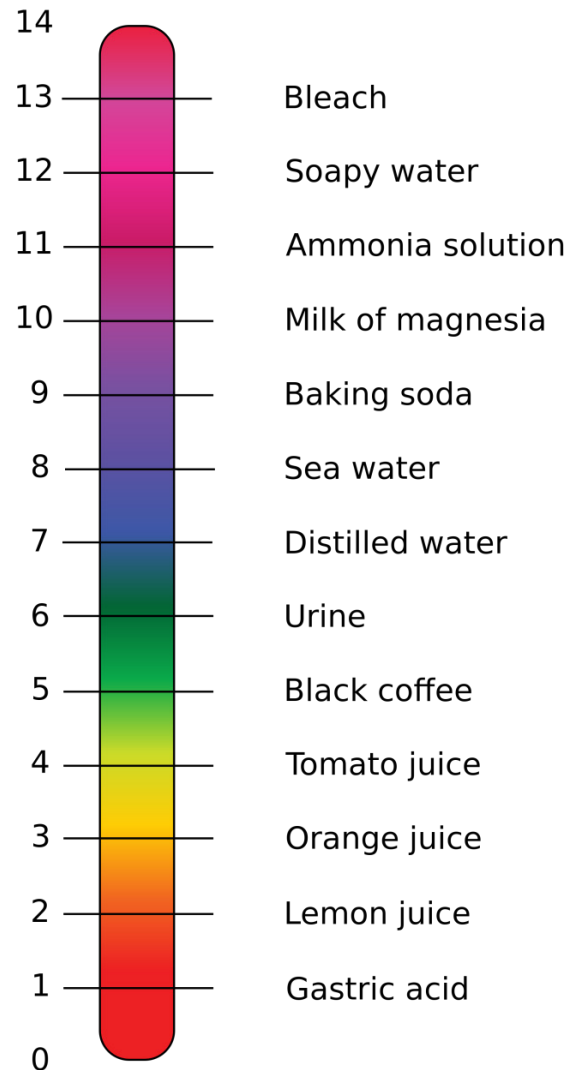 14
13 Bleach
12 Soapy water
11 Ammonia solution
10 Milk of magnesia
9 Baking soda
8 Sea water
7 Distilled water
6 Urine
5 Black coffee
4 Tomato juice
3 Orange juice
2 Lemon juice
1 Gastric acid
0